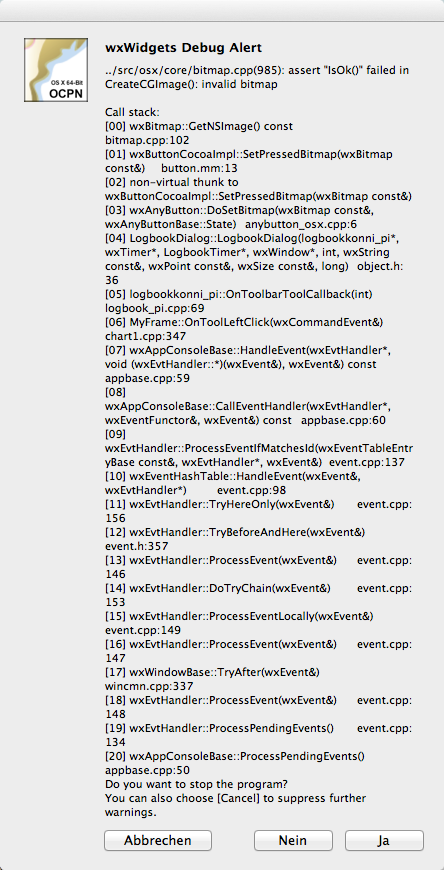 OS X 64-Bit
OCPN
wxWidgets Debug Alert
../src/osx/core/bitmap.cpp(985): assert "IsOk()" failed in
CreateCGImage(): invalid bitmap
Call stack:
[00] wxBitmap::GetNSImage() const
bitmap.cpp:102
[01] wxButtonCocoaImpl::SetPressedBitmap(wxBitmap
const&) button.mm:13
[02] non-virtual thunk to
wxButtonCocoaImpl::SetPressedBitmap(wxBitmap const&)
[03] wxAnyButton::DoSetBitmap(wxBitmap const&,
wxAnyButtonBase::State) anybutton_osx.cpp:6
[04] LogbookDialog::LogbookDialog(logbookkonni_pi*,
wxTimer*, LogbookTimer*, wxWindow*, int, wxString
const&, wxPoint const&, wxSize const&, long) object.h:
36
[05] logbookkonni_pi::OnToolbarToolCallback(int)
logbook_pi.cpp:69
[06] MyFrame::OnToolLeftClick(wxCommandEvent&)
chart1.cpp:347
[07] wxAppConsoleBase::HandleEvent(wxEvtHandler*,
void (wxEvtHandler::*)(wxEvent&), wxEvent&) const
appbase.cpp:59
[08]
wxAppConsoleBase::CallEventHandler(wxEvtHandler*,
wxEventFunctor&, wxEvent&) const appbase.cpp:60
[09]
wxEvtHandler::ProcessEventIfMatchesId(wxEventTableEntr
yBase const&, wxEvtHandler*, wxEvent&) event.cpp:137
[10] wxEventHashTable::HandleEvent(wxEvent&,
wxEvtHandler*) event.cpp:98
[11] wxEvtHandler::TryHereOnly(wxEvent&) event.cpp:
156
[12] wxEvtHandler::TryBeforeAndHere(wxEvent&)
event.h:357
[13] wxEvtHandler::ProcessEvent(wxEvent&) event.cpp:
146
[14] wxEvtHandler::DoTryChain(wxEvent&) event.cpp:
153
[15] wxEvtHandler::ProcessEventLocally(wxEvent&)
event.cpp:149
[16] wxEvtHandler::ProcessEvent(wxEvent&) event.cpp:
147
[17] wxWindowBase::TryAfter(wxEvent&)
wincmn.cpp:337
[18] wxEvtHandler::ProcessEvent(wxEvent&) event.cpp:
148
[19] wxEvtHandler::ProcessPendingEvents() event.cpp:
134
[20] wxAppConsoleBase::ProcessPendingEvents()
appbase.cpp:50
Do you want to stop the program?
You can also choose [Cancel] to suppress further
warnings.
Abbrechen Nein Ja